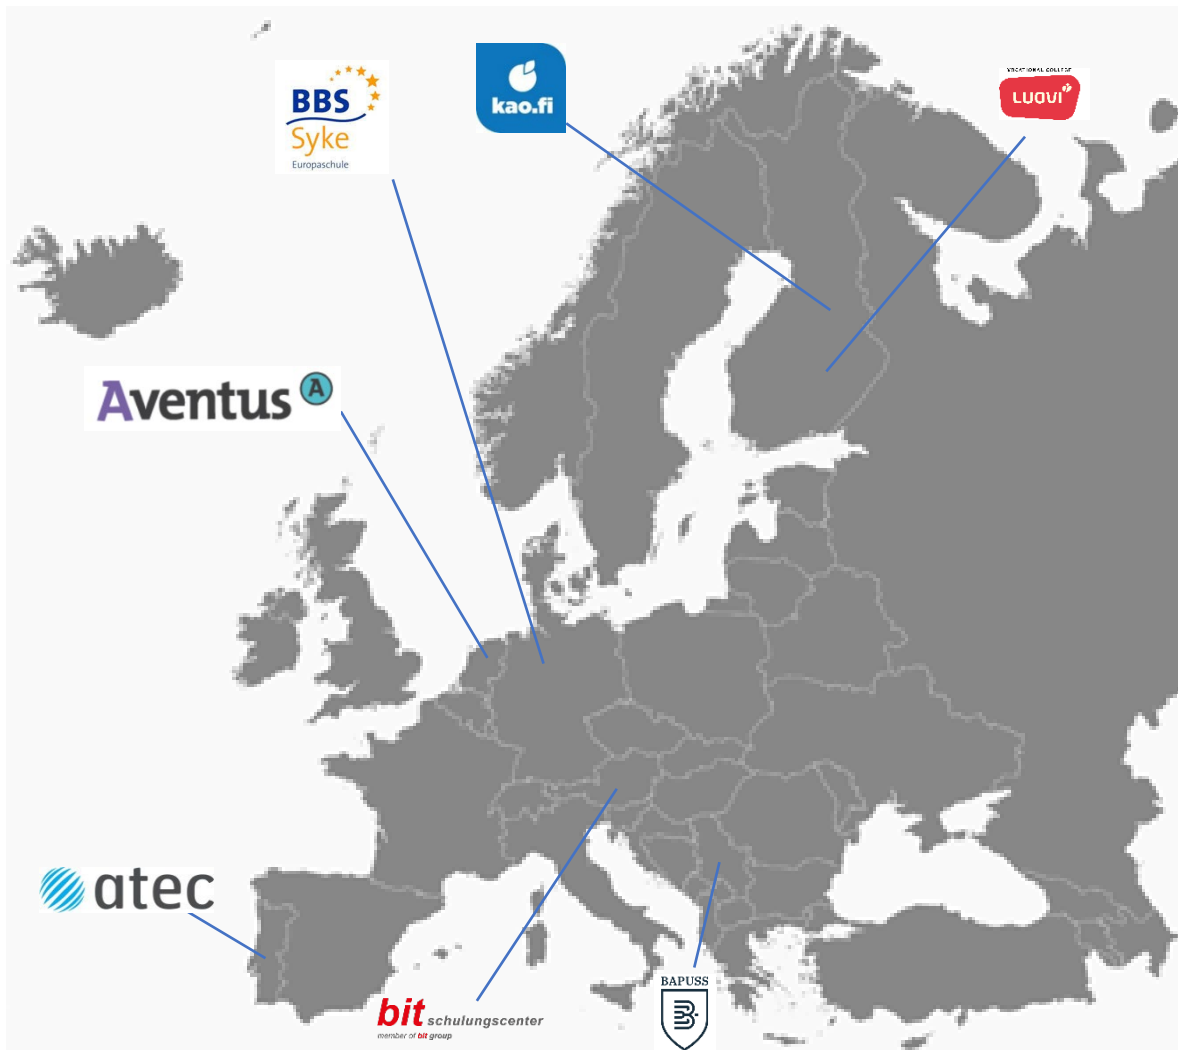 BBS
Syke
Europaschule
kao.fi
VOCATIONAL COLLEGE
LUOVI
Aventus A
atec
bit schulungscenter
member of bit group
BAPUSS
B